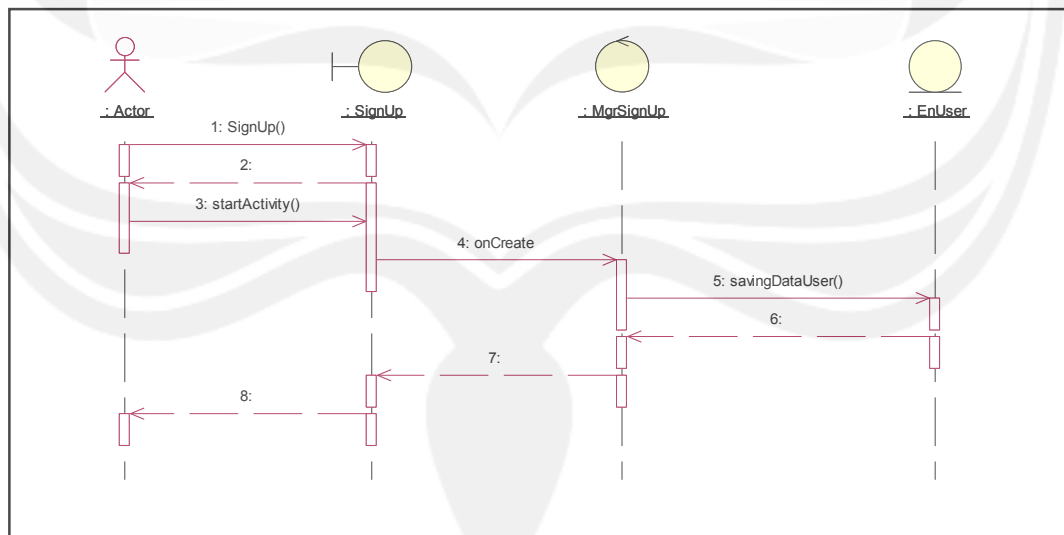 : Actor
: SignUp
: MgrSignUp
: EnUser
1: SignUp()
2:
3: startActivity()
4: onCreate
5: savingDataUser()
6:
7:
8: